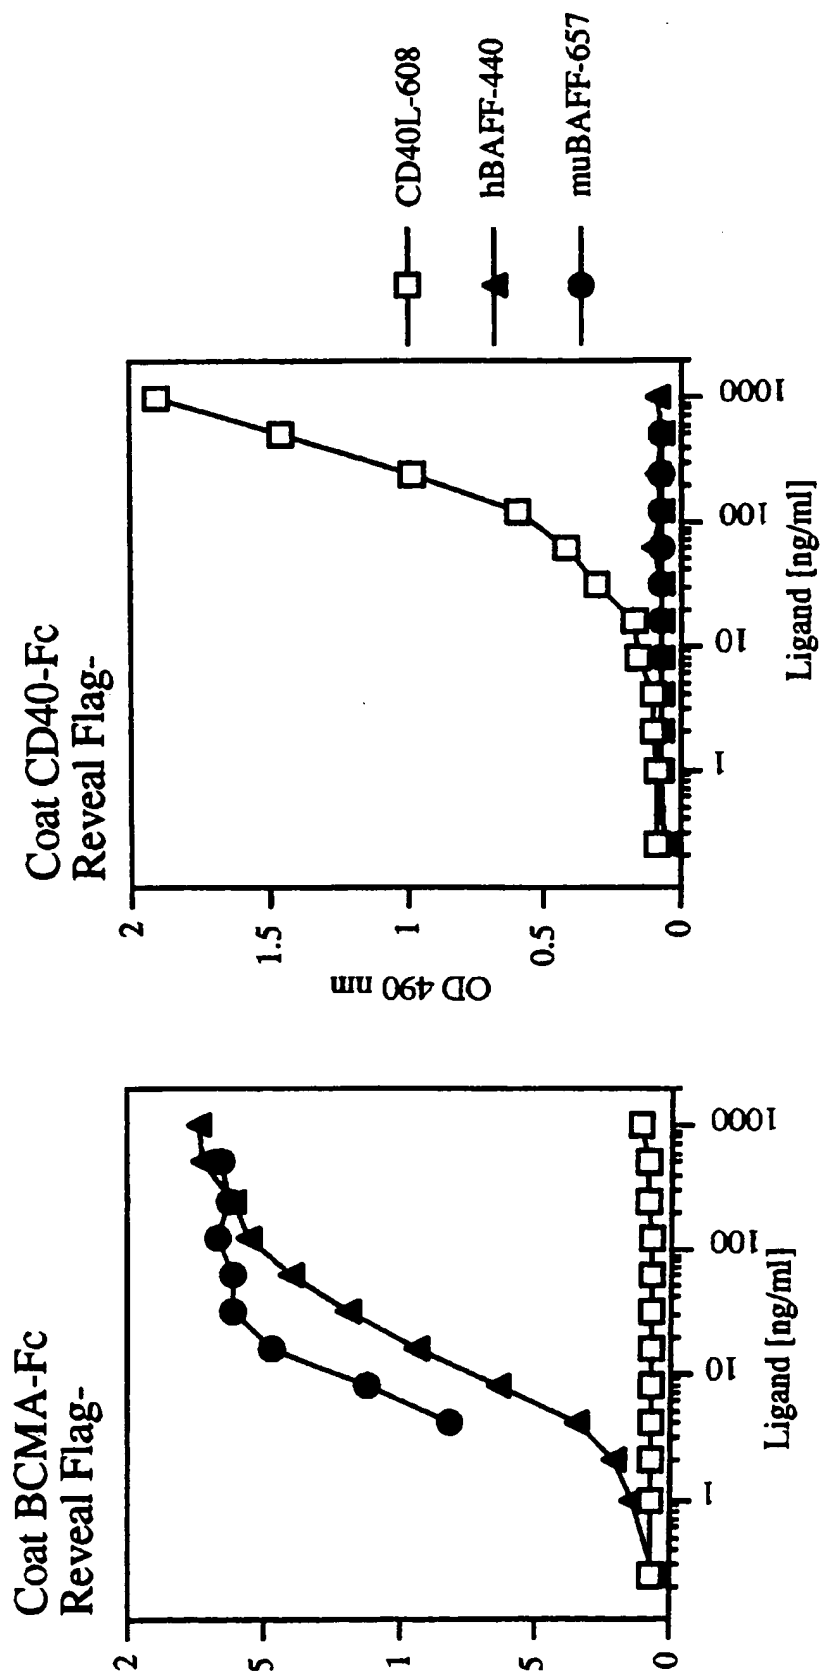 Coat BCMA-Fc
Reveal Flag-
2
5
1
5
0
1
10
100
1000
Ligand [ng/ml]
Coat CD40-Fc
Reveal Flag-
OD 490 nm
2
1.5
1
0.5
0
1
10
100
1000
Ligand [ng/ml]
CD40L-608
hBAFF-440
muBAFF-657